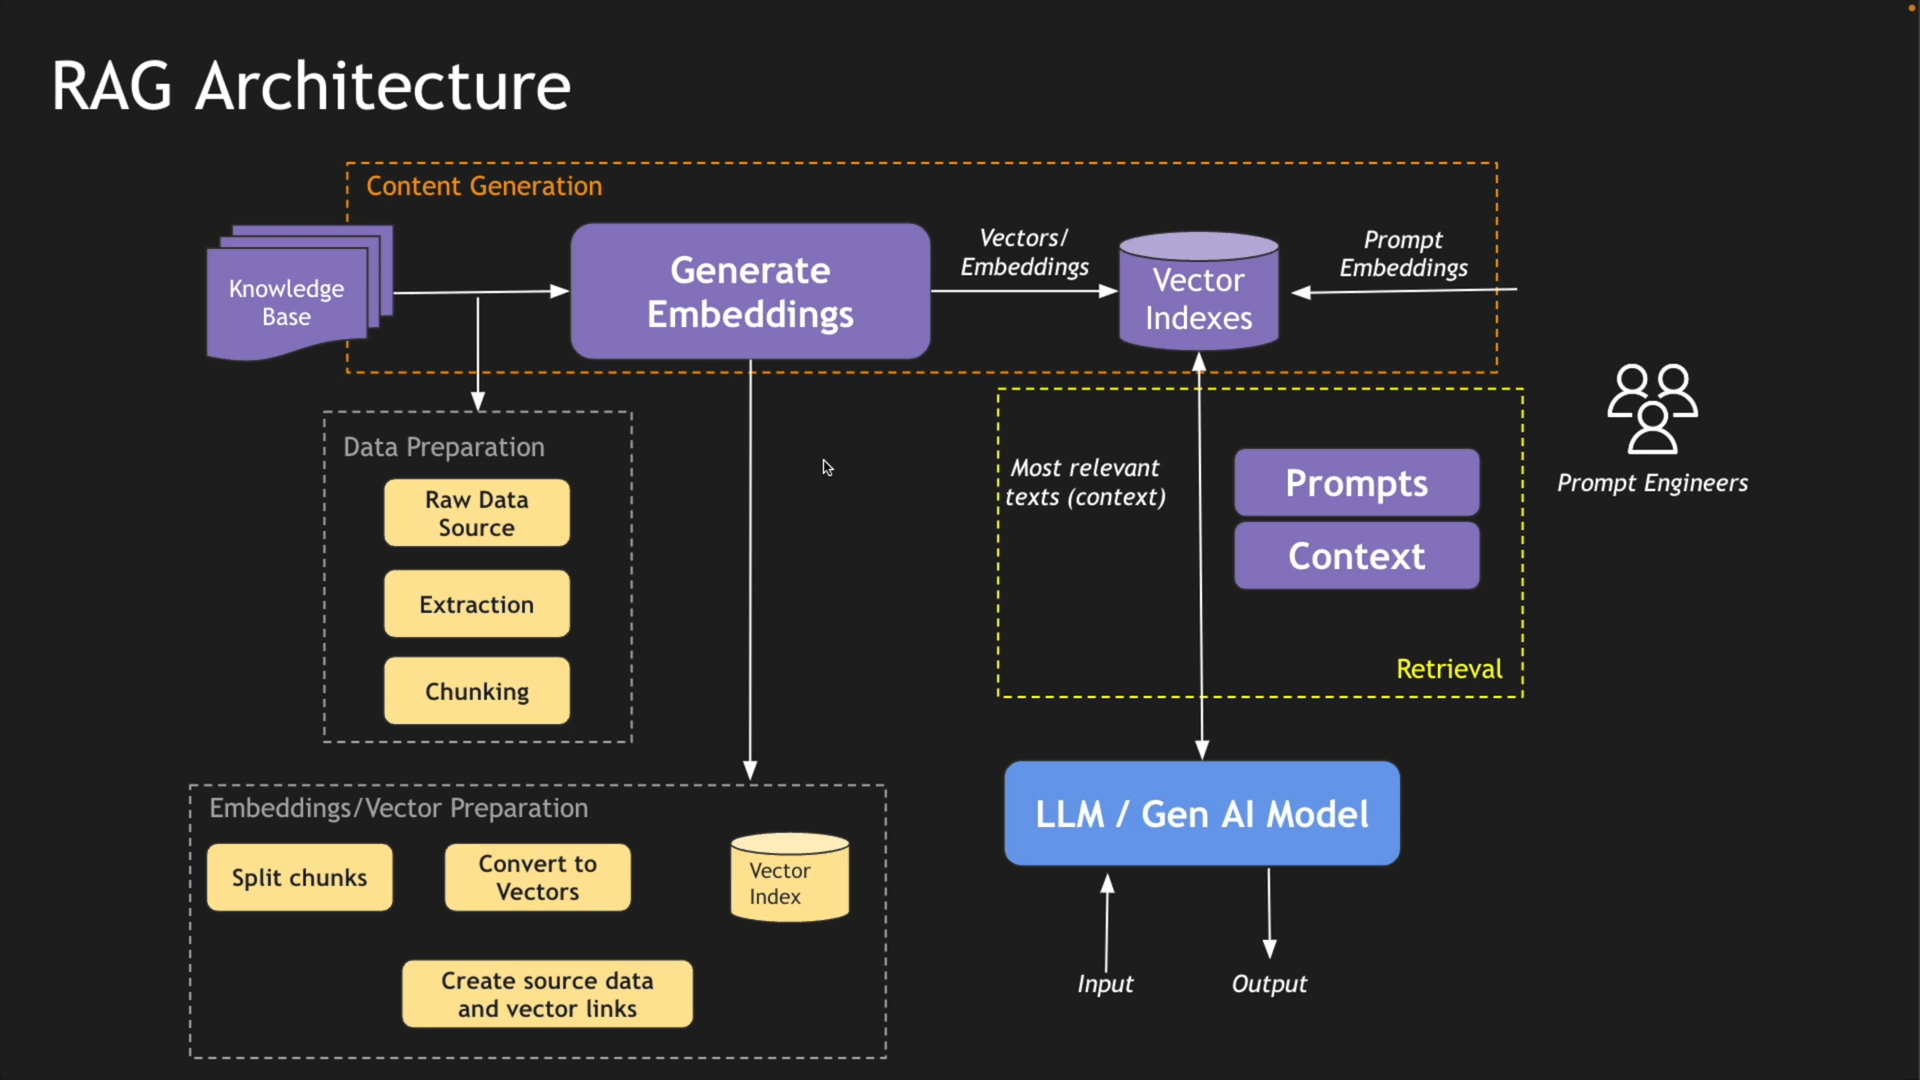 RAG Architecture
Content Generation
Knowledge
Base
Generate
Embeddings
Vectors/
Embeddings
Vector
Indexes
Prompt
Embeddings
Data Preparation
Raw Data
Source
Extraction
Chunking
Most relevant
texts (context)
Prompts
Context
Retrieval
Prompt Engineers
Embeddings/Vector Preparation
Split chunks
Convert to
Vectors
Vector
Index
Create source data
and vector links
LLM / Gen AI Model
Input
Output